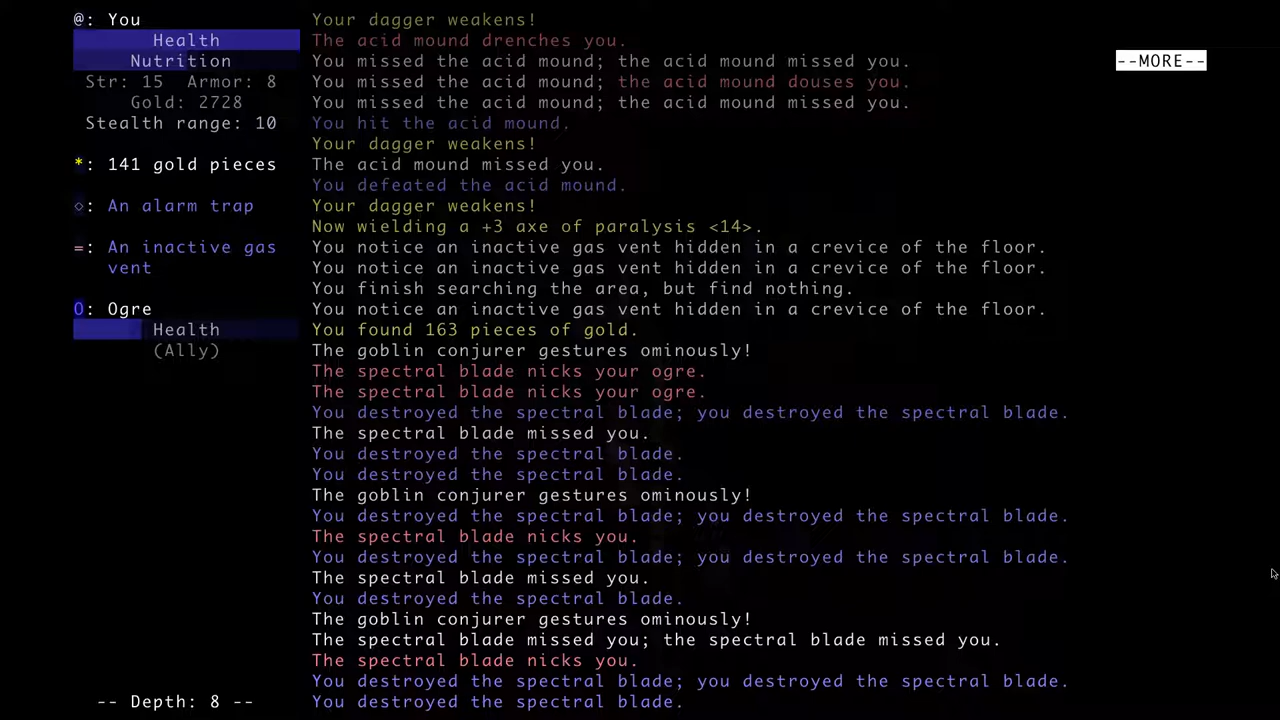 @: You
Health
Nutrition
Str: 15 Armor: 8
Gold: 2728
Stealth range: 10
*: 141 gold pieces
◇: An alarm trap
=: An inactive gas
vent
O: Ogre
Health
(Ally)
-- Depth: 8 --
Your dagger weakens!
The acid mound drenches you.
You missed the acid mound; the acid mound missed you.
You missed the acid mound; the acid mound douses you.
You missed the acid mound; the acid mound missed you.
You hit the acid mound.
Your dagger weakens!
The acid mound missed you.
You defeated the acid mound.
Your dagger weakens!
Now wielding a +3 axe of paralysis <14>.
You notice an inactive gas vent hidden in a crevice of the floor.
You notice an inactive gas vent hidden in a crevice of the floor.
You finish searching the area, but find nothing.
You notice an inactive gas vent hidden in a crevice of the floor.
You found 163 pieces of gold.
The goblin conjurer gestures ominously!
The spectral blade nicks your ogre.
The spectral blade nicks your ogre.
You destroyed the spectral blade; you destroyed the spectral blade.
The spectral blade missed you.
You destroyed the spectral blade.
You destroyed the spectral blade.
The goblin conjurer gestures ominously!
You destroyed the spectral blade; you destroyed the spectral blade.
The spectral blade nicks you.
You destroyed the spectral blade; you destroyed the spectral blade.
The spectral blade missed you.
You destroyed the spectral blade.
The goblin conjurer gestures ominously!
The spectral blade missed you; the spectral blade missed you.
The spectral blade nicks you.
You destroyed the spectral blade; you destroyed the spectral blade.
You destroyed the spectral blade.
--MORE--